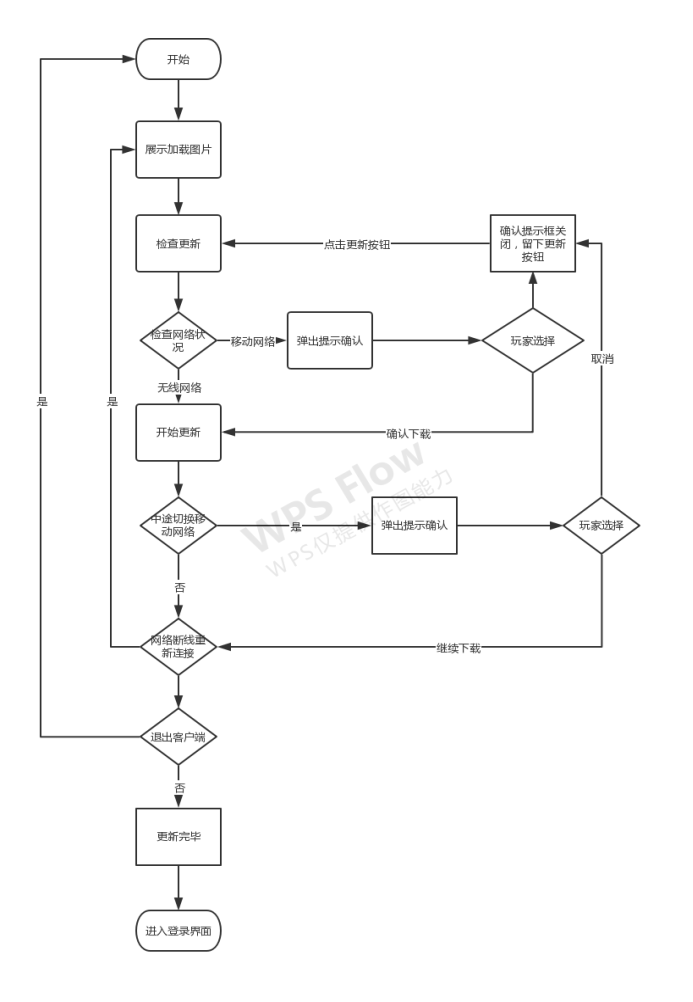 开始
展示加载图片
检查更新
点击更新按钮
确认提示框关
闭，留下更新
按钮
检查网络状
况
移动网络
弹出提示确认
玩家选择
取消
无线网络
是
是
开始更新
确认下载
WPS Flow
WPS仅提供作图能力
中途切换移
动网络
是
弹出提示确认
玩家选择
否
网络断线重
新连接
继续下载
退出客户端
否
更新完毕
进入登录界面